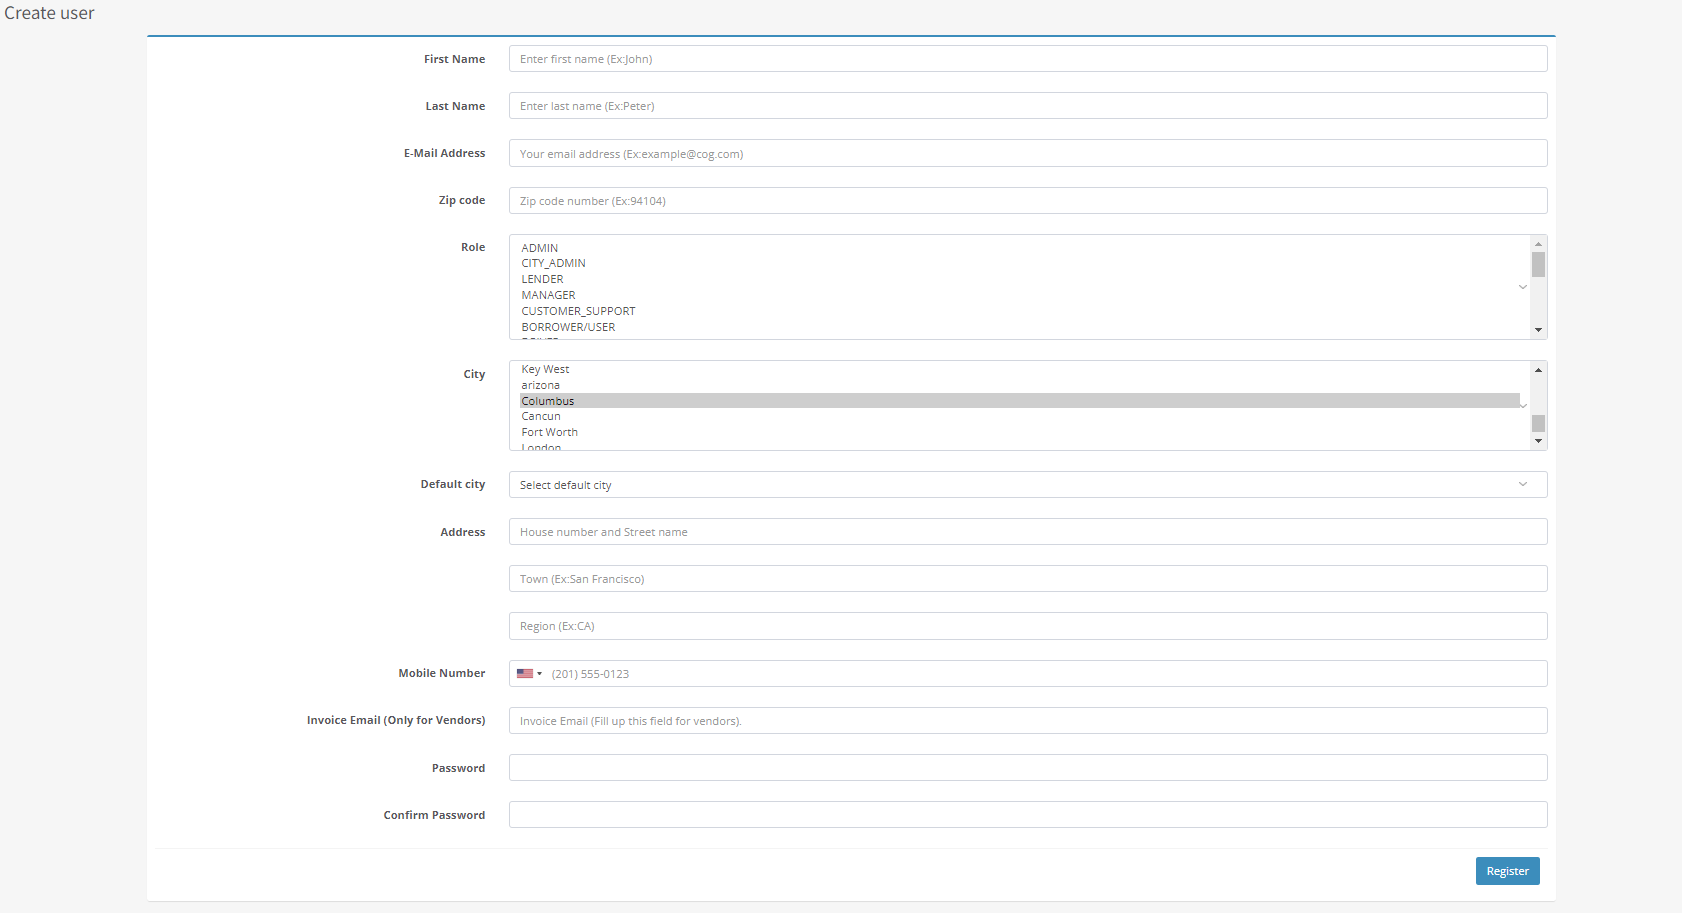 Create user
First Name
Enter first name (Ex:John)
Last Name
Enter last name (Ex:Peter)
E-Mail Address
Your email address (Ex:example@cog.com)
Zip code
Zip code number (Ex:94104)
Role
ADMIN
CITY_ADMIN
LENDER
MANAGER
CUSTOMER_SUPPORT
BORROWER/USER
City
Key West
arizona
Columbus
Cancun
Fort Worth
London
Default city
Select default city
Address
House number and Street name
Town (Ex:San Francisco)
Region (Ex:CA)
Mobile Number
(201) 555-0123
Invoice Email (Only for Vendors)
Invoice Email (Fill up this field for vendors).
Password
Confirm Password
Register